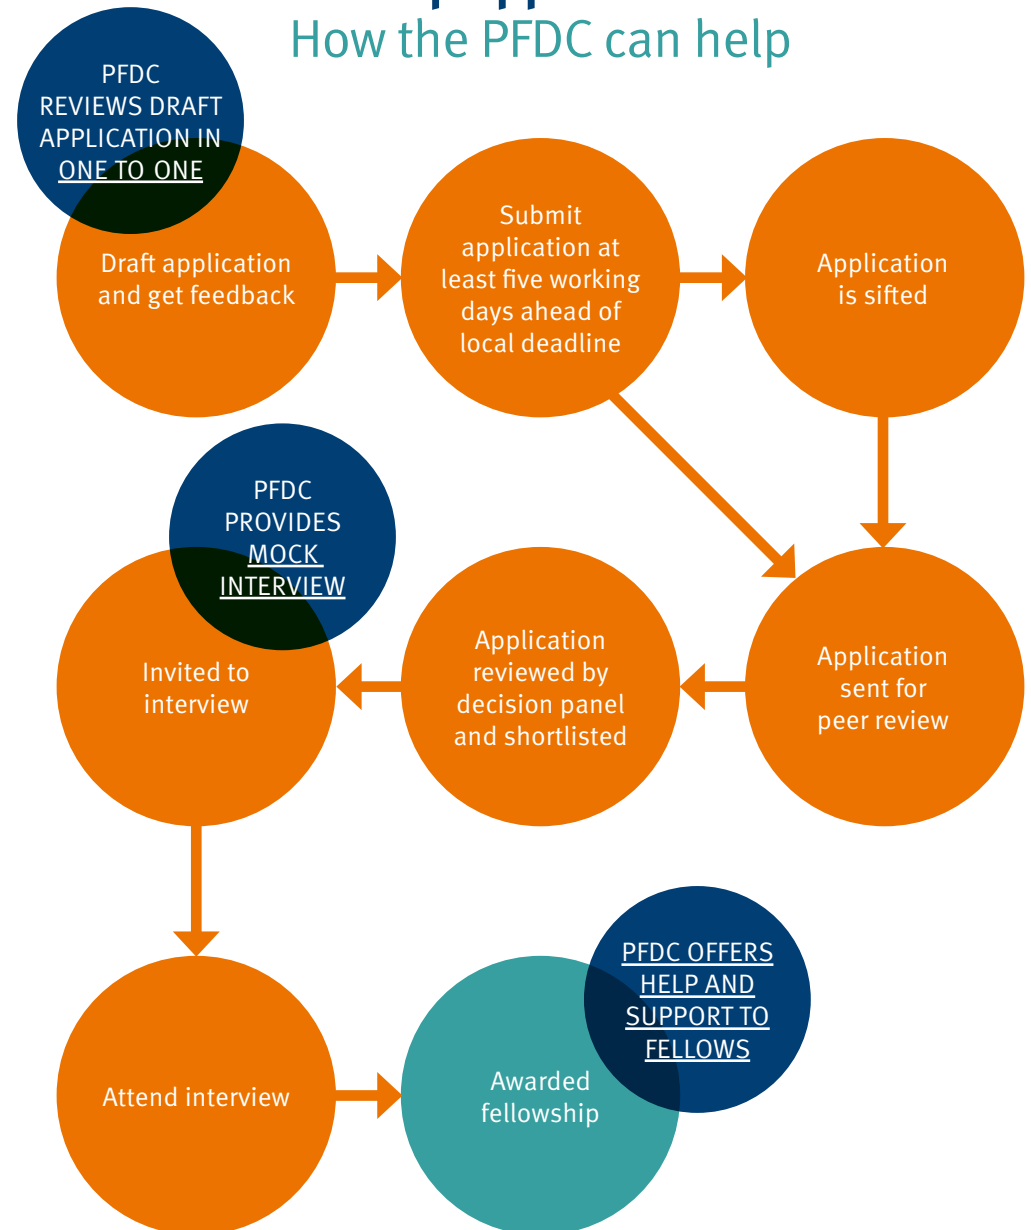 How the PFDC can help
PFDC
REVIEWS DRAFT
APPLICATION IN
ONE TO ONE
Draft application
and get feedback
Submit
application at
least five working
days ahead of
local deadline
Application
is sifted
PFDC
PROVIDES
MOCK
INTERVIEW
Invited to
interview
Application
reviewed by
decision panel
and shortlisted
Application
sent for
peer review
Attend interview
Awarded
fellowship
PFDC OFFERS
HELP AND
SUPPORT TO
FELLOWS